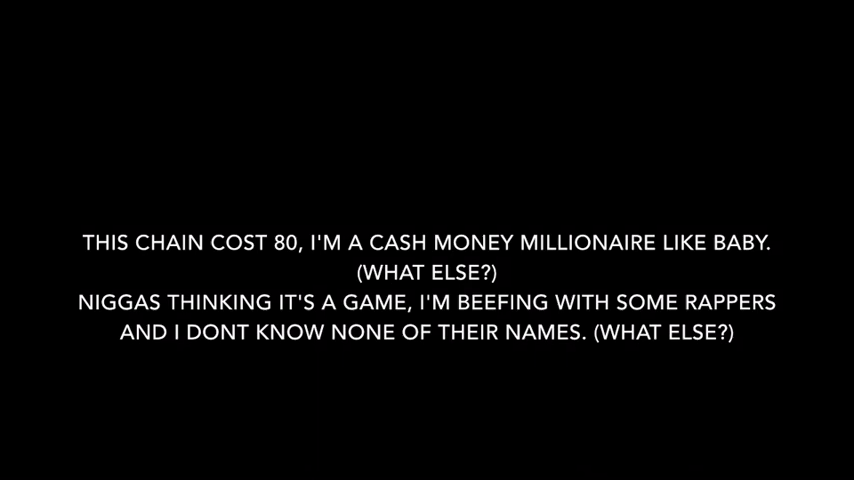 THIS CHAIN COST 80, I'M A CASH MONEY MILLIONAIRE LIKE BABY.
(WHAT ELSE?)
NIGGAS THINKING IT'S A GAME, I'M BEEFING WITH SOME RAPPERS
AND I DONT KNOW NONE OF THEIR NAMES. (WHAT ELSE?)